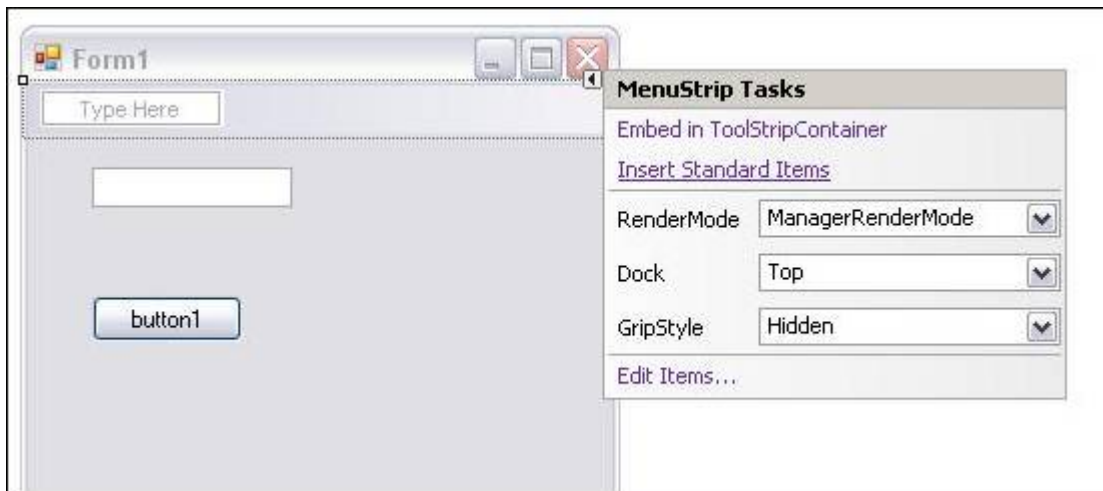 Form1
Type Here
button1
MenuStrip Tasks
Embed in ToolStripContainer
Insert Standard Items
RenderMode ManagerRenderMode
Dock Top
GripStyle Hidden
Edit Items...